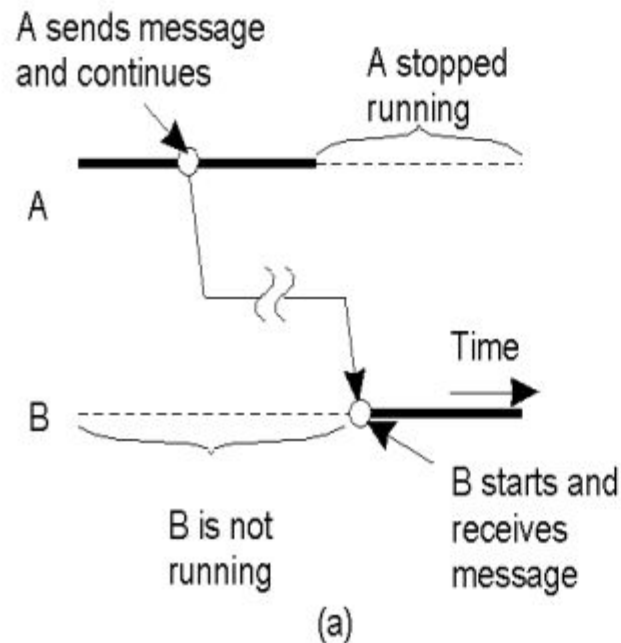 A sends message
and continues
A stopped
running
A
Time
B
B starts and
receives
message
B is not
running
(a)